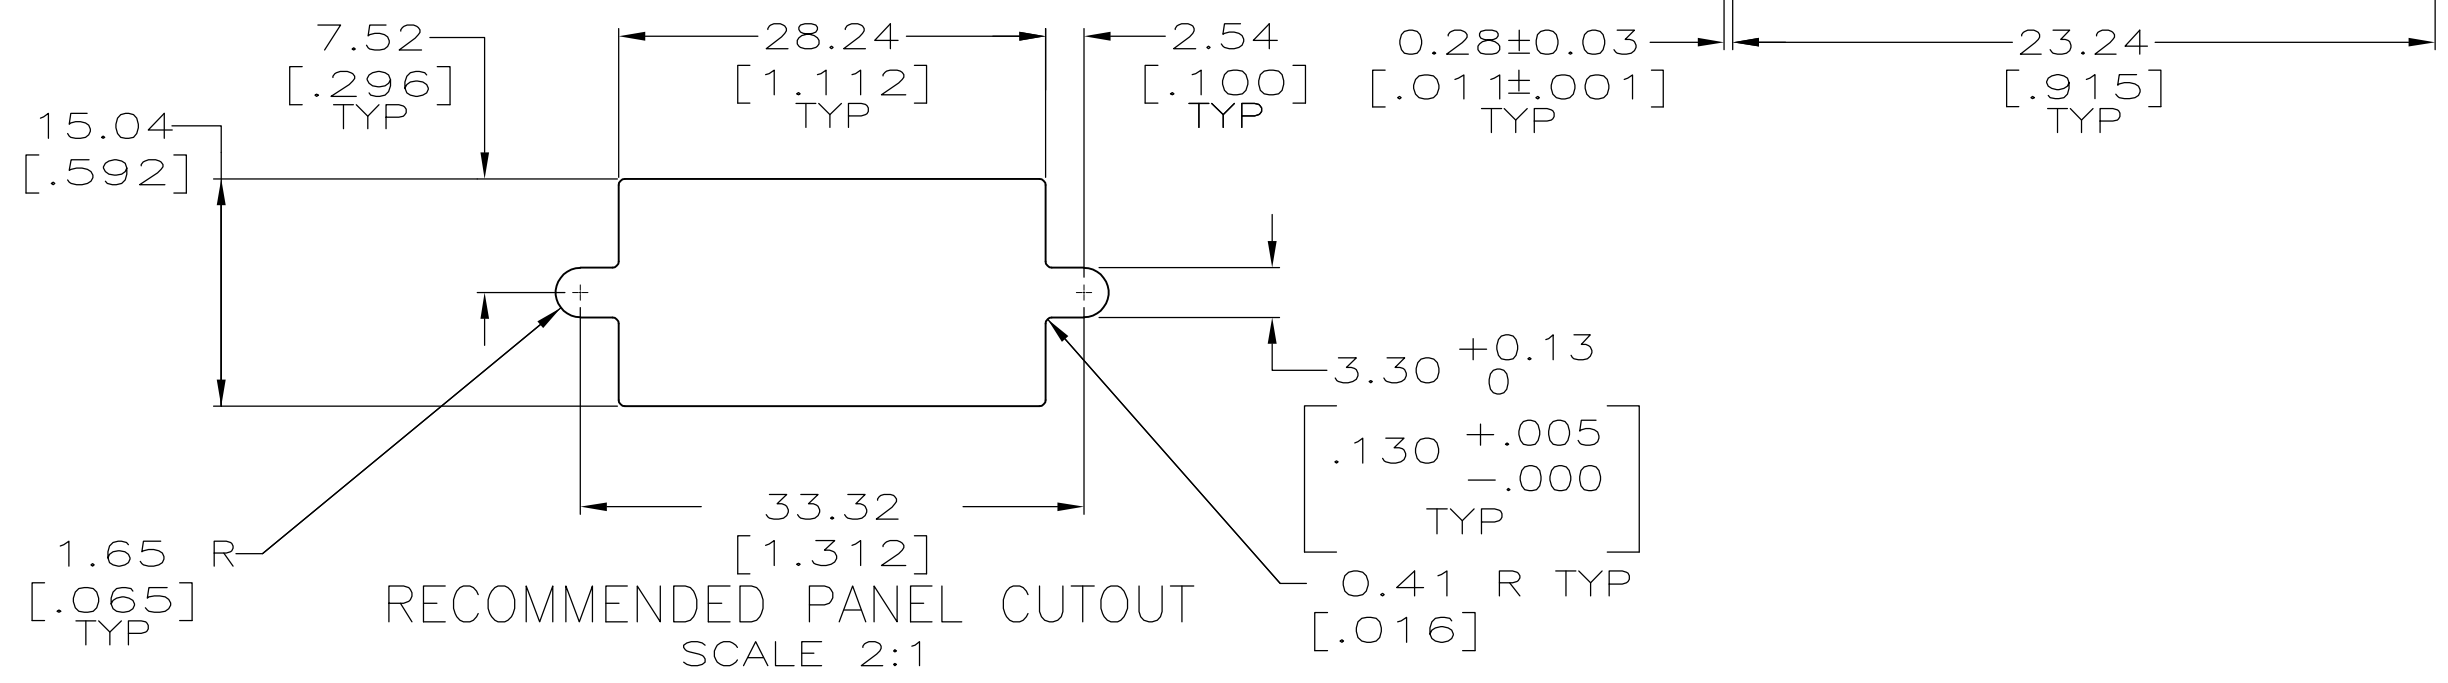 7.52
[.296]
TYP
28.24
[1.112]
TYP
2.54
[.100]
TYP
0.28±0.03
[.011±.001]
TYP
23.24
[.915]
TYP
15.04
[.592]
3.30 +0.13
0
.130 +.005
-.000
TYP
33.32
[1.312]
1.65 R
[.065]
TYP
0.41 R TYP
[.016]
RECOMMENDED PANEL CUTOUT
SCALE 2:1